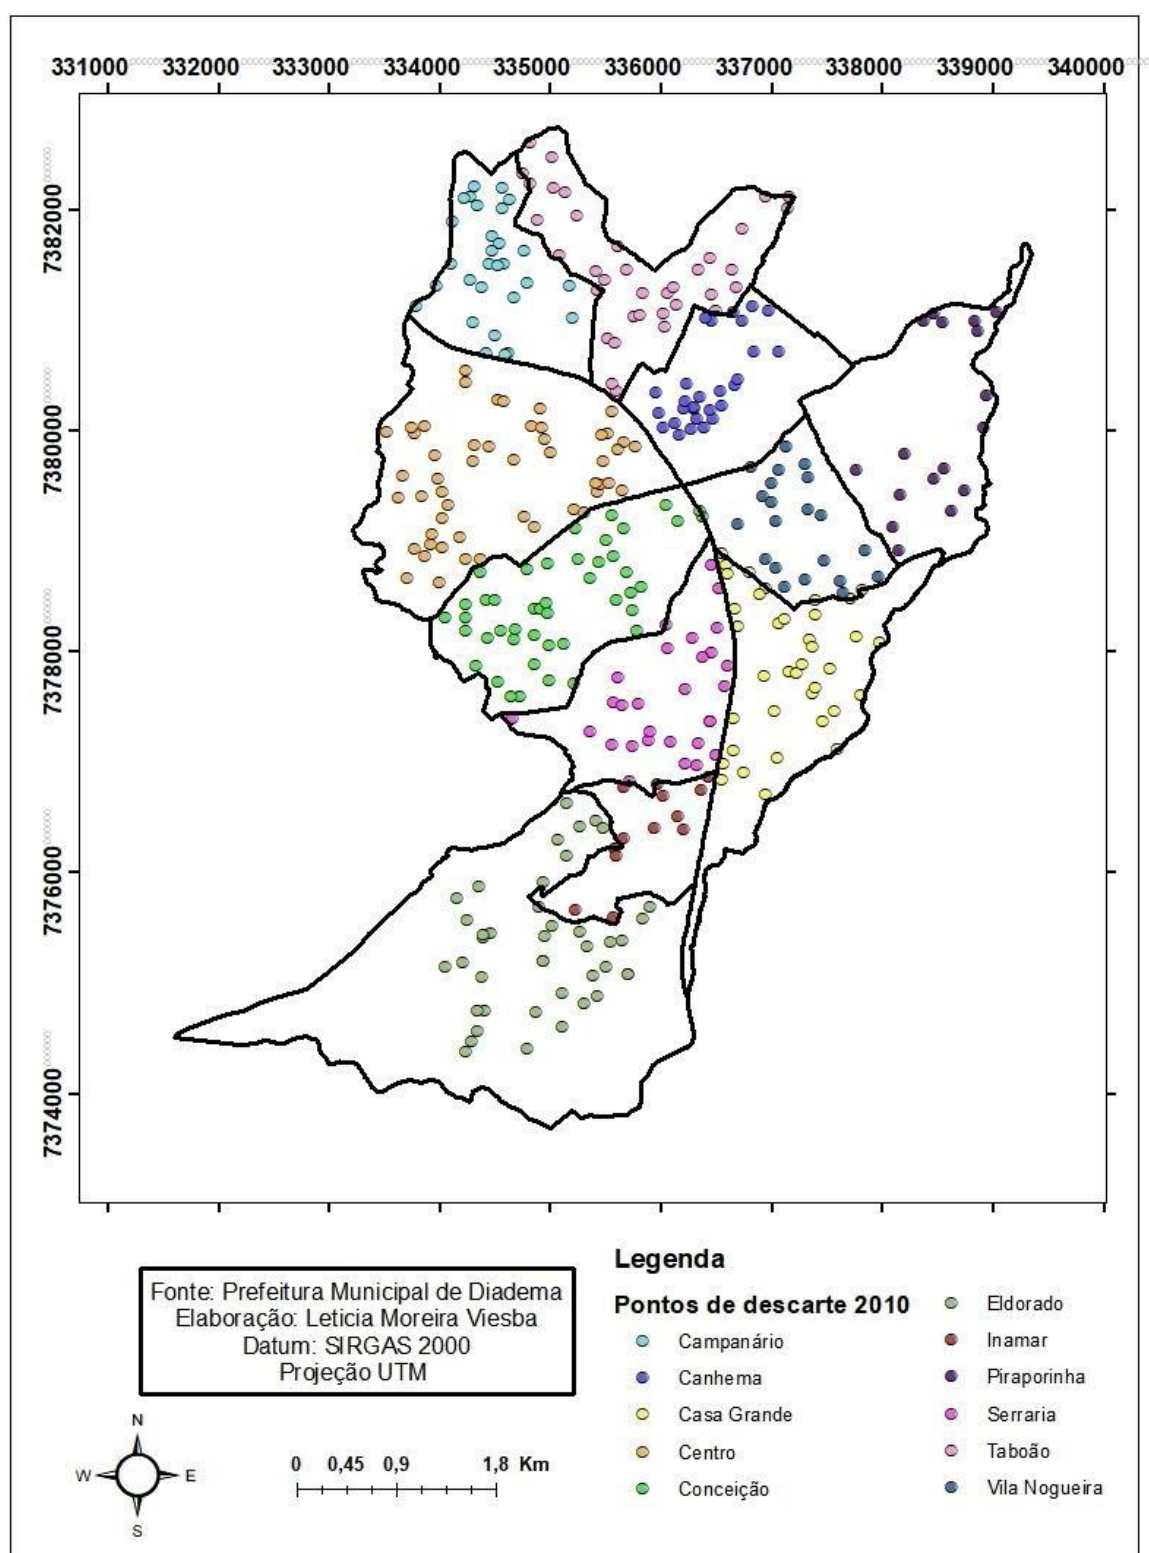 331000 332000 333000 334000 335000 336000 337000 338000 339000 340000
7382000
7380000
7378000
7376000
7374000
Fonte: Prefeitura Municipal de Diadema
Elaboração: Leticia Moreira Viesba
Datum: SIRGAS 2000
Projeção UTM
N
W E
S
0 0,45 0,9 1,8 Km
Legenda
Pontos de descarte 2010
Campanário
Canhema
Casa Grande
Centro
Conceição
Eldorado
Inamar
Piraporinha
Serraria
Taboão
Vila Nogueira